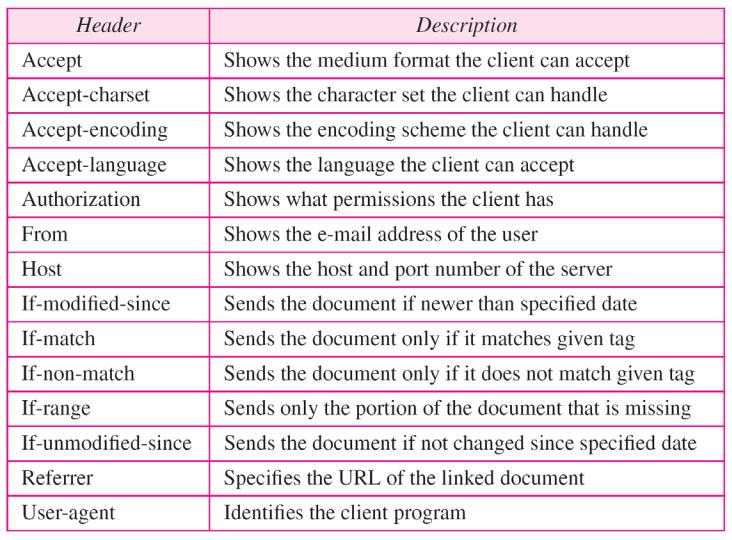 Header Description
Accept Shows the medium format the client can accept
Accept-charset Shows the character set the client can handle
Accept-encoding Shows the encoding scheme the client can handle
Accept-language Shows the language the client can accept
Authorization Shows what permissions the client has
From Shows the e-mail address of the user
Host Shows the host and port number of the server
If-modified-since Sends the document if newer than specified date
If-match Sends the document only if it matches given tag
If-non-match Sends the document only if it does not match given tag
If-range Sends only the portion of the document that is missing
If-unmodified-since Sends the document if not changed since specified date
Referrer Specifies the URL of the linked document
User-agent Identifies the client program